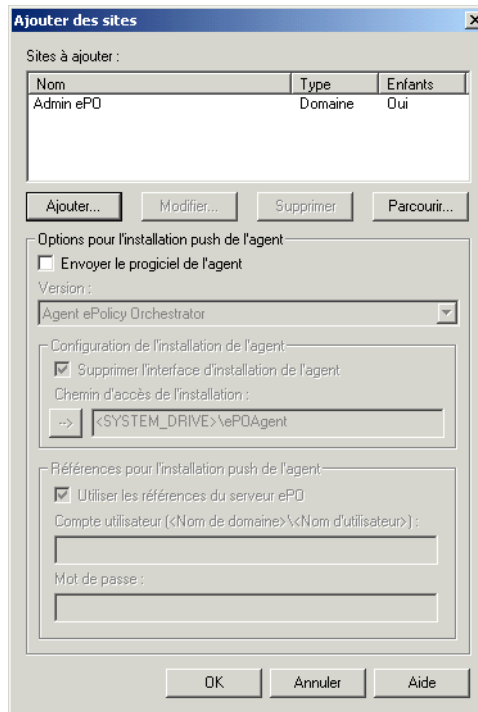 Ajouter des sites
Sites à ajouter :
Nom Type Enfants
Admin ePO Domaine Oui
Ajouter... Modifier... Supprimer Parcourir...
Options pour l'installation push de l'agent
Envoyer le progiciel de l'agent
Version :
Agent ePolicy Orchestrator
Configuration de l'installation de l'agent
Supprimer l'interface d'installation de l'agent
Chemin d'accès de l'installation :
--> <SYSTEM_DRIVE>\ePOAgent
Références pour l'installation push de l'agent
Utiliser les références du serveur ePO
Compte utilisateur (<Nom de domaine>\<Nom d'utilisateur>) :
Mot de passe :
OK Annuler Aide